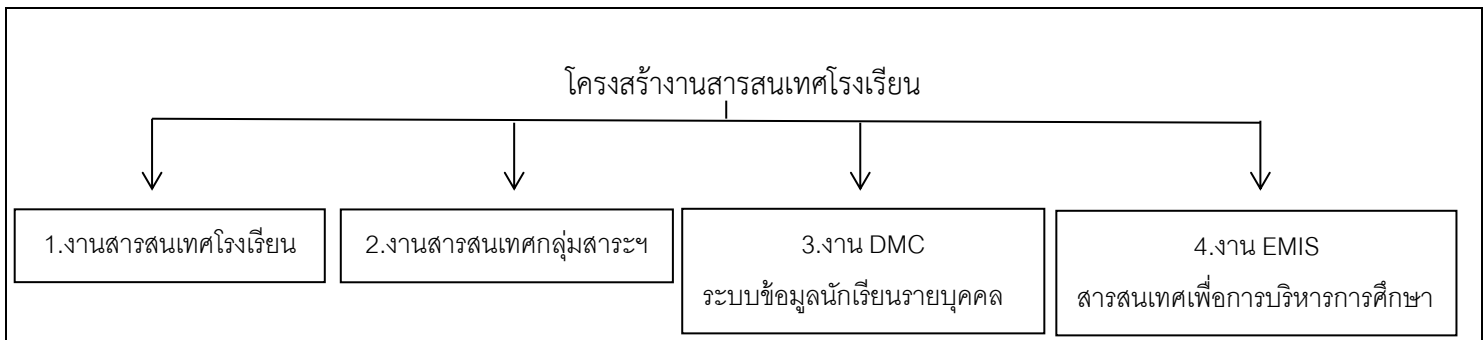 โครงสร้างานสารสนเทศโรงเรียน
1.งานสารสนเทศโรงเรียน
2.งานสารสนเทศกลุ่มสาระฯ
3.งาน DMC
ระบบข้อมูลนักเรียนรายบุคคล
4.งาน EMIS
สารสนเทศเพื่อการบริหารการศึกษา